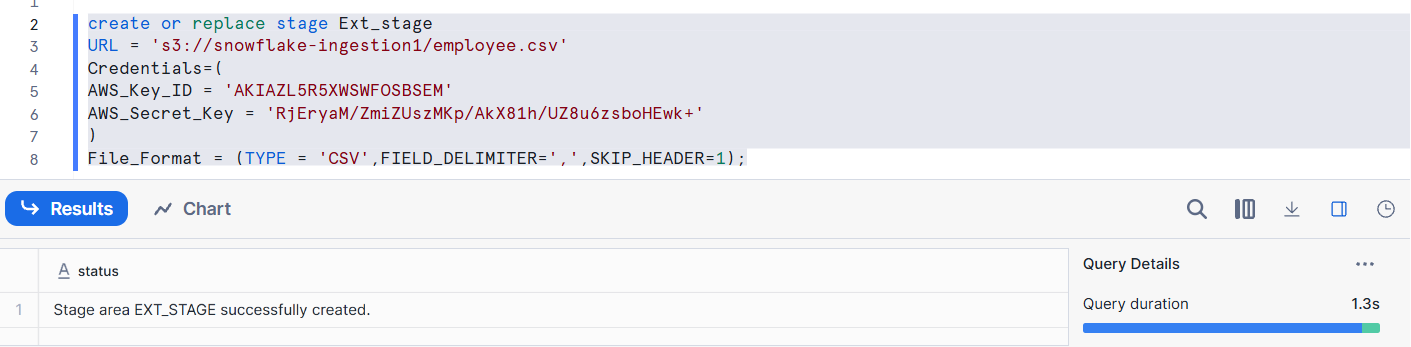 2 create or replace stage Ext_stage
3 URL = 's3://snowflake-ingestion1/employee.csv'
4 Credentials=(
5 AWS_Key_ID = 'AKIAZL5R5XWSWFOSBSEM'
6 AWS_Secret_Key = 'RjEryaM/ZmiZUszMKp/AkX81h/UZ8u6zsboHEwk+'
7 )
8 File_Format = (TYPE = 'CSV',FIELD_DELIMITER=',',SKIP_HEADER=1);
Results Chart
A status
Query Details
1 Stage area EXT_STAGE successfully created.
Query duration 1.3s